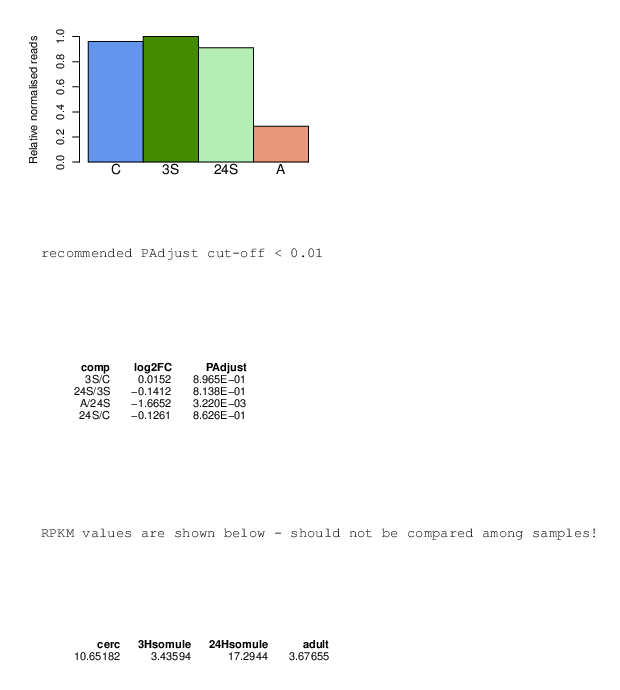 Relative normalised reads
1.0
0.8
0.6
0.4
0.2
0.0
C 3S 24S A
recommended PAdjust cut-off < 0.01
comp log2FC PAdjust
3S/C 0.0152 8.965E−01
24S/3S −0.1412 8.138E−01
A/24S −1.6652 3.220E−03
24S/C −0.1261 8.626E−01
RPKM values are shown below - should not be compared among samples!
cerc 3Hsomule 24Hsomule adult
10.65182 3.43594 17.2944 3.67655